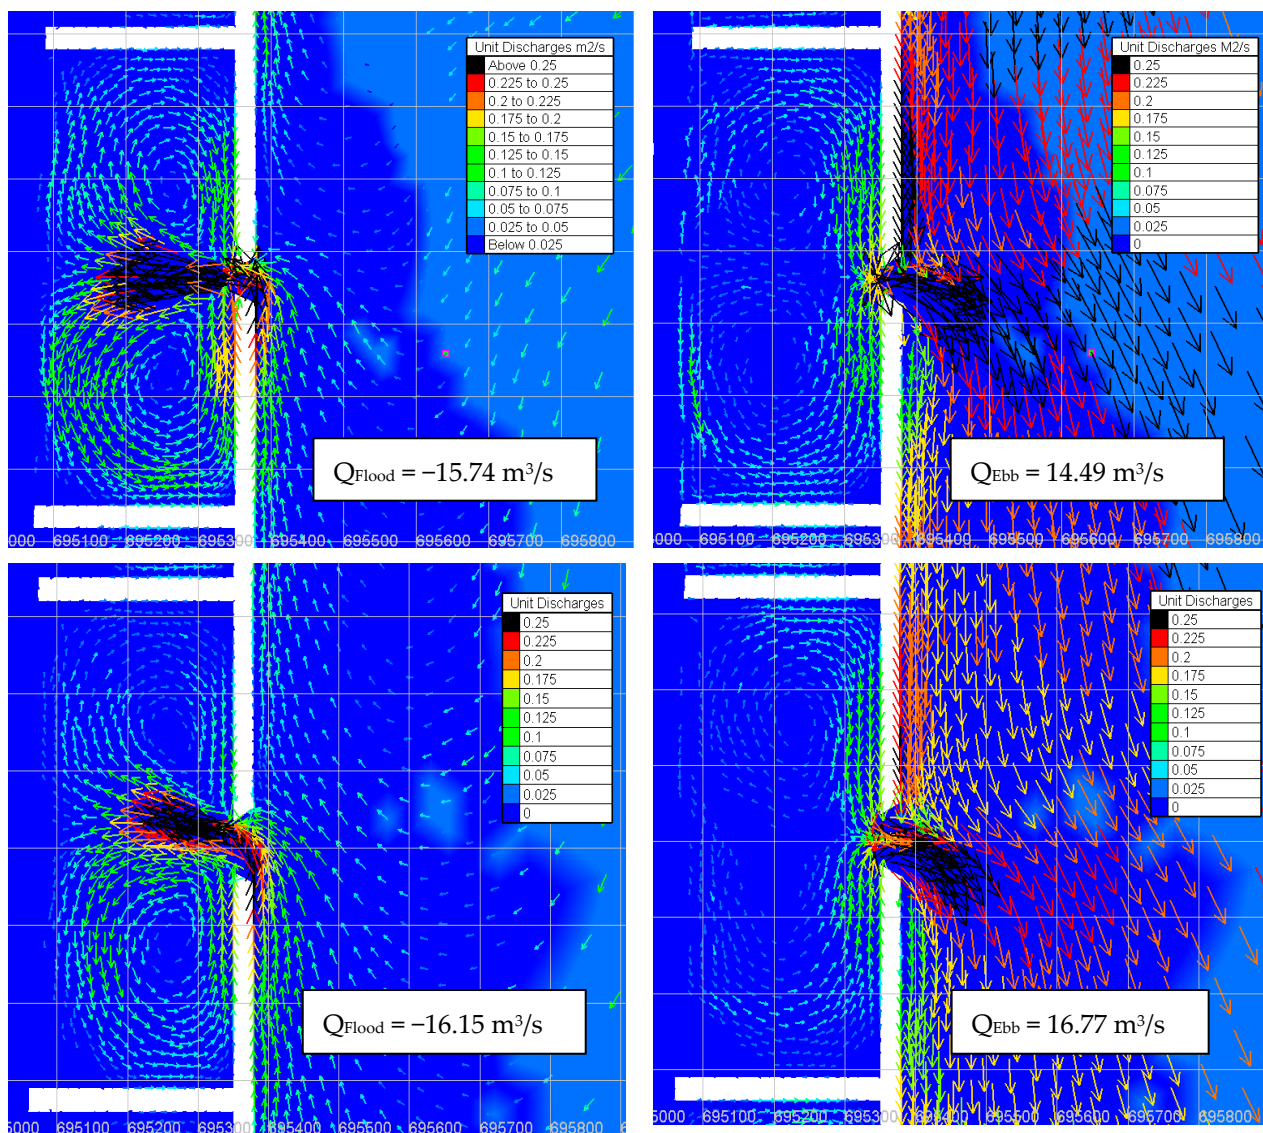 Unit Discharges m2/s
Above 0.25
0.225 to 0.25
0.2 to 0.225
0.175 to 0.2
0.15 to 0.175
0.125 to 0.15
0.1 to 0.125
0.075 to 0.1
0.05 to 0.075
0.025 to 0.05
Below 0.025
QFlood = −15.74 m³/s
000 695100 695200 695300 695400 695500 695600 695700 695800
Unit Discharges M2/s
0.25
0.225
0.2
0.175
0.15
0.125
0.1
0.075
0.05
0.025
0
QEbb = 14.49 m³/s
000 695100 695200 695300 695400 695500 695600 695700 695800
Unit Discharges
0.25
0.225
0.2
0.175
0.15
0.125
0.1
0.075
0.05
0.025
0
QFlood = −16.15 m³/s
5000 695100 695200 695300 695400 695500 695600 695700 695800
Unit Discharges
0.25
0.225
0.2
0.175
0.15
0.125
0.1
0.075
0.05
0.025
0
QEbb = 16.77 m³/s
5000 695100 695200 695300 695400 695500 695600 695700 695800